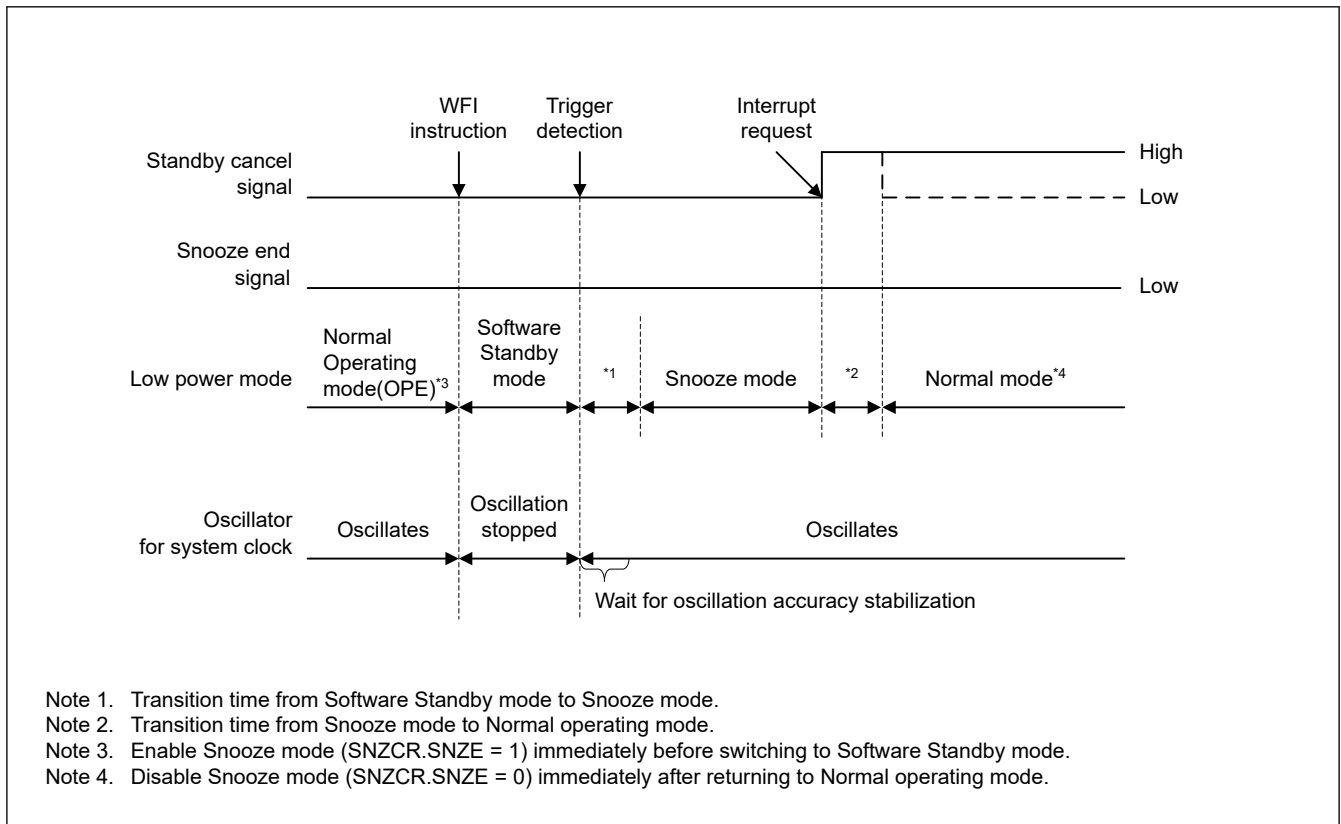 WFI
instruction
Trigger
detection
Interrupt
request
Standby cancel
signal
High
Low
Snooze end
signal
Low
Low power mode
Normal
Operating
mode(OPE)*3
Software
Standby
mode
*1
Snooze mode
*2
Normal mode*4
Oscillator
for system clock
Oscillates
Oscillation
stopped
Oscillates
Wait for oscillation accuracy stabilization
Note 1. Transition time from Software Standby mode to Snooze mode.
Note 2. Transition time from Snooze mode to Normal operating mode.
Note 3. Enable Snooze mode (SNZCR.SNZE = 1) immediately before switching to Software Standby mode.
Note 4. Disable Snooze mode (SNZCR.SNZE = 0) immediately after returning to Normal operating mode.